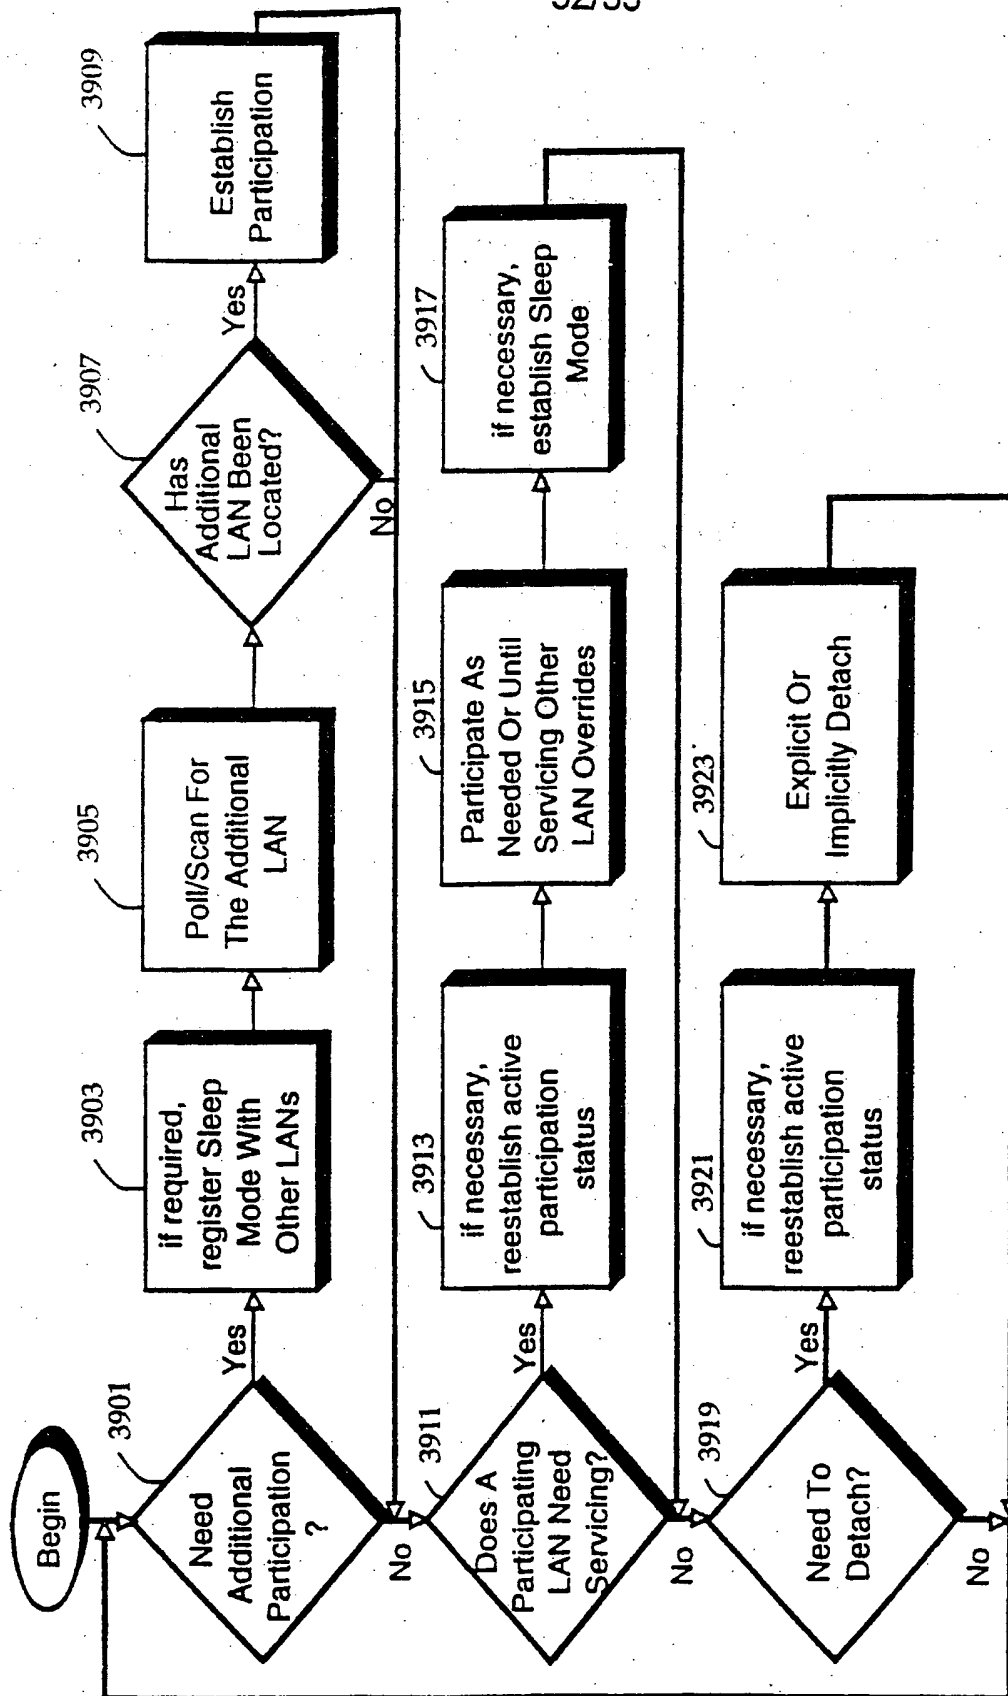 32/33
Begin
3901
Need
Additional
Participation
?
Yes
No
3903
if required,
register Sleep
Mode With
Other LANs
3905
Poll/Scan For
The Additional
LAN
3907
Has
Additional
LAN Been
Located?
Yes
No
3909
Establish
Participation
3911
Does A
Participating
LAN Need
Servicing?
Yes
No
3913
if necessary,
reestablish active
participation
status
3915
Participate As
Needed Or Until
Servicing Other
LAN Overrides
3917
if necessary,
establish Sleep
Mode
3919
Need To
Detach?
Yes
No
3921
if necessary,
reestablish active
participation
status
3923
Explicit Or
Implicitly Detach